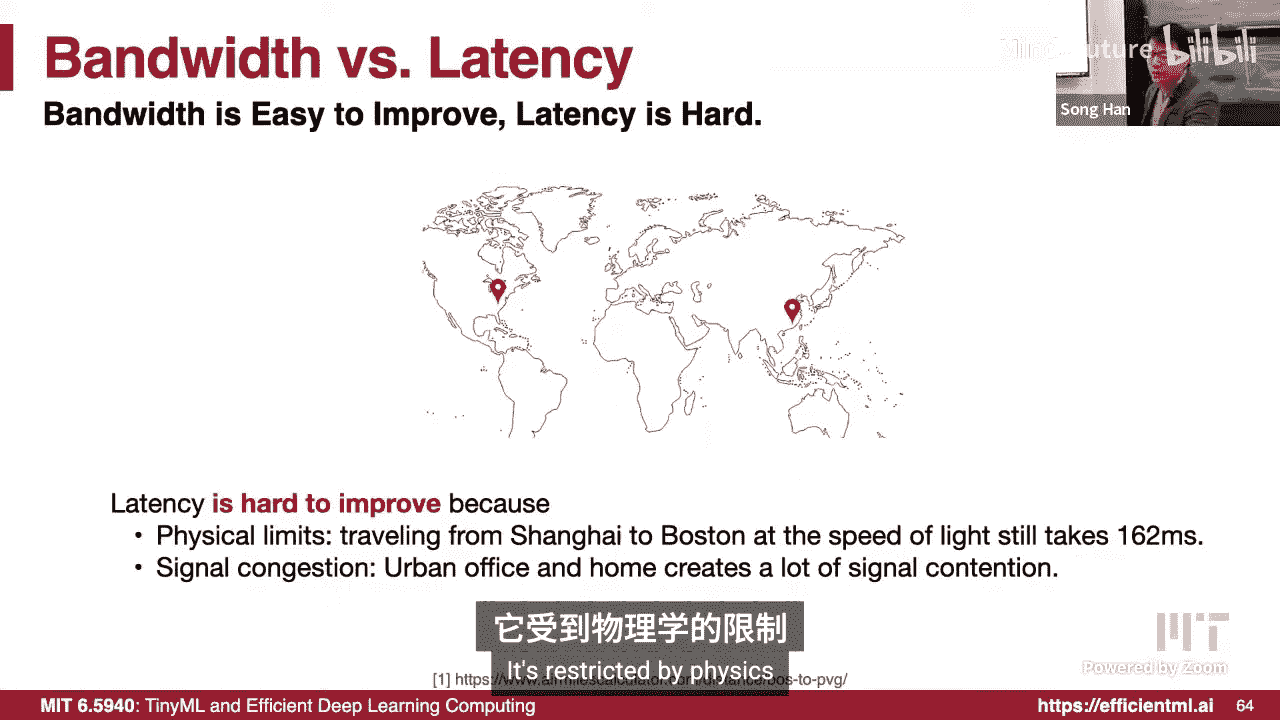 Bandwidth vs. Latency
Bandwidth is Easy to Improve, Latency is Hard.
bilibili
Song Han
Latency is hard to improve because
• Physical limits: traveling from Shanghai to Boston at the speed of light still takes 162ms.
• Signal congestion: Urban office and home creates a lot of signal contention.
它受到物理学的限制
It's restricted by physics
[1]
MIT
Powered by Zoom
MIT 6.5940: TinyML and Efficient Deep Learning Computing
https://efficientml.ai
64